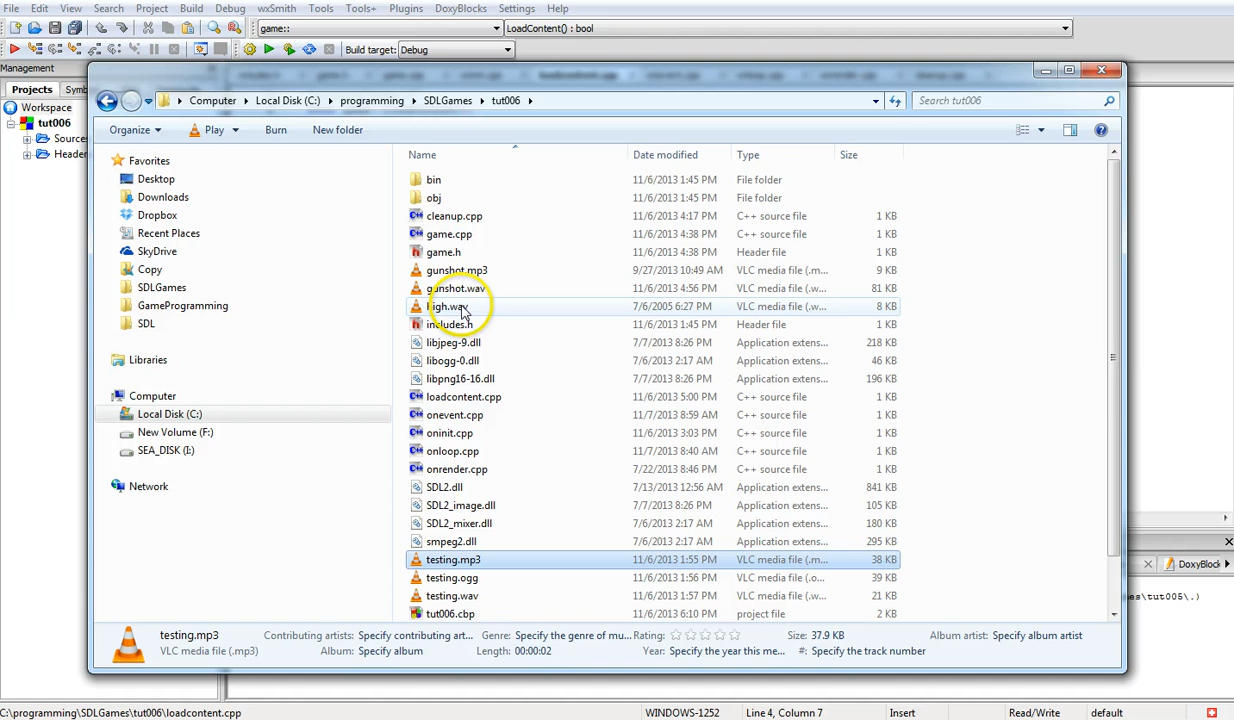 File Edit View Search Project Build Debug wxSmith Tools Tools+ Plugins DoxyBlocks Settings Help
game:: LoadContent() : bool
Build target: Debug
Management
Projects Symb
Workspace
tut006
Sources
Header
Computer Local Disk (C:) programming SDLGames tut006 Search tut006
Organize Play Burn New folder
Favorites
Desktop
Downloads
Dropbox
Recent Places
SkyDrive
Copy
SDLGames
GameProgramming
SDL
Libraries
Computer
Local Disk (C:)
New Volume (F:)
SEA_DISK (I:)
Network
Name Date modified Type Size
bin 11/6/2013 1:45 PM File folder
obj 11/6/2013 1:45 PM File folder
cleanup.cpp 11/6/2013 4:17 PM C++ source file 1 KB
game.cpp 11/6/2013 4:38 PM C++ source file 1 KB
game.h 11/6/2013 4:38 PM Header file 1 KB
gunshot.mp3 9/27/2013 10:49 AM VLC media file (.m... 9 KB
gunshot.wav 11/6/2013 4:56 PM VLC media file (.w... 81 KB
high.wav 7/6/2005 6:27 PM VLC media file (.w... 8 KB
includes.h 11/6/2013 1:45 PM Header file 1 KB
libjpeg-9.dll 7/7/2013 8:26 PM Application extens... 218 KB
libogg-0.dll 7/6/2013 2:17 AM Application extens... 46 KB
libpng16-16.dll 7/7/2013 8:26 PM Application extens... 196 KB
loadcontent.cpp 11/6/2013 5:00 PM C++ source file 1 KB
onevent.cpp 11/7/2013 8:59 AM C++ source file 1 KB
oninit.cpp 11/6/2013 3:03 PM C++ source file 1 KB
onloop.cpp 11/7/2013 8:40 AM C++ source file 1 KB
onrender.cpp 7/22/2013 8:46 PM C++ source file 1 KB
SDL2.dll 7/13/2013 12:56 AM Application extens... 841 KB
SDL2_image.dll 7/7/2013 8:26 PM Application extens... 105 KB
SDL2_mixer.dll 7/6/2013 2:17 AM Application extens... 180 KB
smpeg2.dll 7/6/2013 2:17 AM Application extens... 295 KB
testing.mp3 11/6/2013 1:55 PM VLC media file (.m... 38 KB
testing.ogg 11/6/2013 1:56 PM VLC media file (.o... 39 KB
testing.wav 11/6/2013 1:57 PM VLC media file (.w... 21 KB
tut006.cbp 11/6/2013 6:10 PM project file 2 KB
testing.mp3 Contributing artists: Specify contributing art... Genre: Specify the genre of mu... Rating: Size: 37.9 KB Album artist: Specify album artist
VLC media file (.mp3) Album: Specify album Length: 00:00:02 Year: Specify the year this me... #: Specify the track number
DoxyBlock
es\tut005\.)
C:\programming\SDLGames\tut006\loadcontent.cpp WINDOWS-1252 Line 4, Column 7 Insert Read/Write default